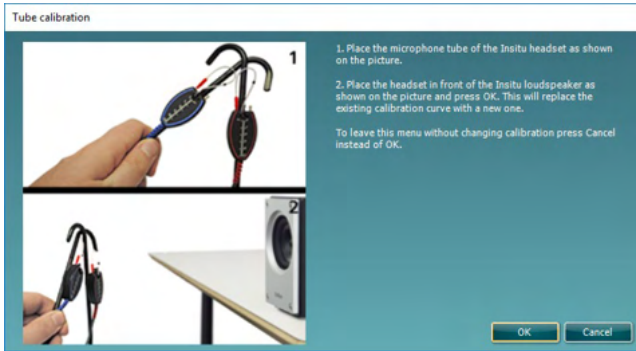 Tube calibration
1
1. Place the microphone tube of the Insitu headset as shown
on the picture.
2. Place the headset in front of the Insitu loudspeaker as
shown on the picture and press OK. This will replace the
existing calibration curve with a new one.
To leave this menu without changing calibration press Cancel
instead of OK.
2
OK
Cancel